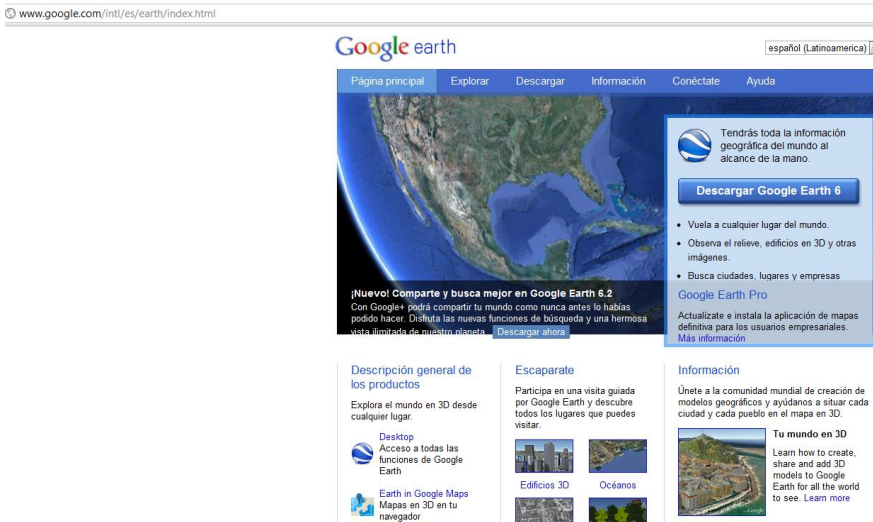 www.google.com/intl/es/earth/index.html
Google earth
español (Latinoamerica)
Página principal
Explorar
Descargar
Información
Conéctate
Ayuda
Tendrás toda la información
geográfica del mundo al
alcance de la mano.
Descargar Google Earth 6
• Vuela a cualquier lugar del mundo.
• Observa el relieve, edificios en 3D y otras
imágenes.
• Busca ciudades, lugares y empresas
¡Nuevo! Comparte y busca mejor en Google Earth 6.2
Con Google+ podrá compartir tu mundo como nunca antes lo habías
podido hacer. Disfruta las nuevas funciones de búsqueda y una hermosa
vista ilimitada de nuestro planeta. Descargar ahora
Google Earth Pro
Actualízate e instala la aplicación de mapas
definitiva para los usuarios empresariales.
Más información
Descripción general de
los productos
Explora el mundo en 3D desde
cualquier lugar.
Desktop
Acceso a todas las
funciones de Google
Earth
Earth in Google Maps
Mapas en 3D en tu
navegador
Escaparate
Participa en una visita guiada
por Google Earth y descubre
todos los lugares que puedes
visitar.
Edificios 3D
Océanos
Información
Únete a la comunidad mundial de creación de
modelos geográficos y ayúdanos a situar cada
ciudad y cada pueblo en el mapa en 3D.
Tu mundo en 3D
Learn how to create,
share and add 3D
models to Google
Earth for all the world
to see. Learn more
Google